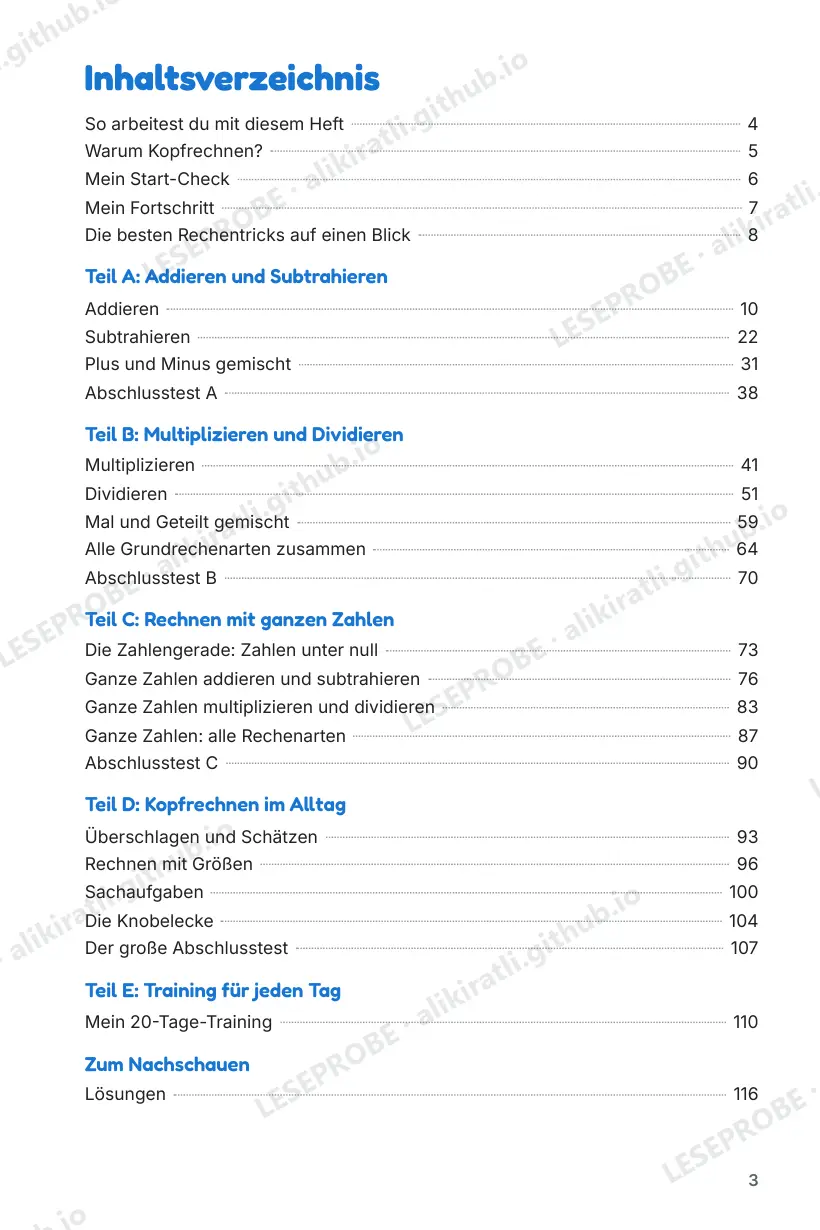 Inhaltsverzeichnis
So arbeitest du mit diesem Heft 4
Warum Kopfrechnen? 5
Mein Start-Check 6
Mein Fortschritt 7
Die besten Rechentricks auf einen Blick 8
Teil A: Addieren und Subtrahieren
Addieren 10
Subtrahieren 22
Plus und Minus gemischt 31
Abschlusstest A 38
Teil B: Multiplizieren und Dividieren
Multiplizieren 41
Dividieren 51
Mal und Geteilt gemischt 59
Alle Grundrechenarten zusammen 64
Abschlusstest B 70
Teil C: Rechnen mit ganzen Zahlen
Die Zahlengerade: Zahlen unter null 73
Ganze Zahlen addieren und subtrahieren 76
Ganze Zahlen multiplizieren und dividieren 83
Ganze Zahlen: alle Rechenarten 87
Abschlusstest C 90
Teil D: Kopfrechnen im Alltag
Überschlagen und Schätzen 93
Rechnen mit Größen 96
Sachaufgaben 100
Die Knobelecke 104
Der große Abschlusstest 107
Teil E: Training für jeden Tag
Mein 20-Tage-Training 110
Zum Nachschauen
Lösungen 116
3
LESEPROBE · alikiratli.github.io